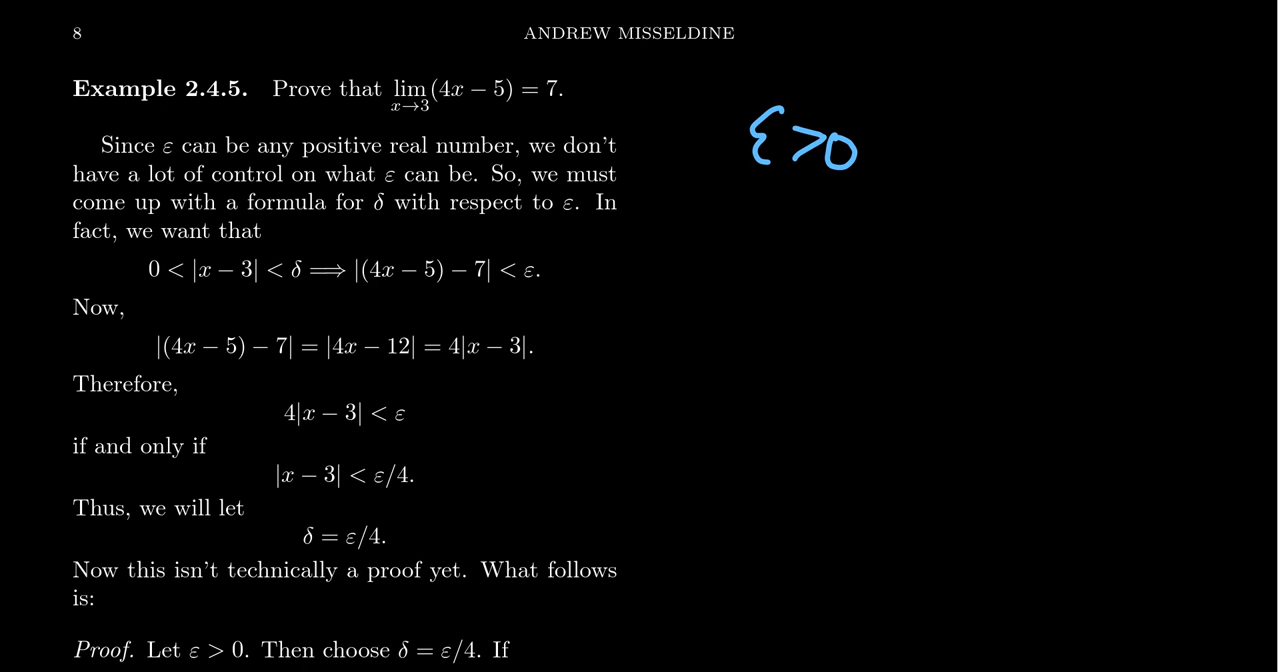 8
ANDREW MISSELDINE
Example 2.4.5. Prove that lim (4x − 5) = 7.
x→3
Since ε can be any positive real number, we don't
have a lot of control on what ε can be. So, we must
come up with a formula for δ with respect to ε. In
fact, we want that
0 < |x − 3| < δ ⟹ |(4x − 5) − 7| < ε.
Now,
|(4x − 5) − 7| = |4x − 12| = 4|x − 3|.
Therefore,
4|x − 3| < ε
if and only if
|x − 3| < ε/4.
Thus, we will let
δ = ε/4.
Now this isn't technically a proof yet. What follows
is:
Proof. Let ε > 0. Then choose δ = ε/4. If
ε > 0